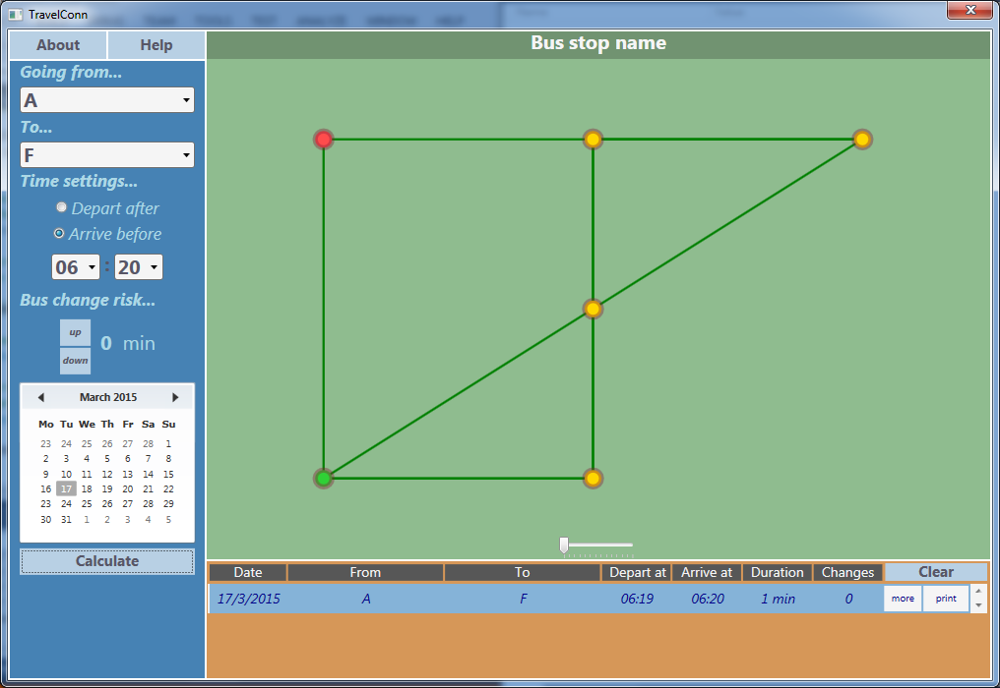 TravelConn
About Help
Bus stop name
Going from...
A
To...
F
Time settings...
Depart after
Arrive before
06 : 20
Bus change risk...
up
0 min
down
March 2015
Mo Tu We Th Fr Sa Su
23 24 25 26 27 28 1
2 3 4 5 6 7 8
9 10 11 12 13 14 15
16 17 18 19 20 21 22
23 24 25 26 27 28 29
30 31 1 2 3 4 5
Calculate
Date From To Depart at Arrive at Duration Changes Clear
17/3/2015 A F 06:19 06:20 1 min 0 more print